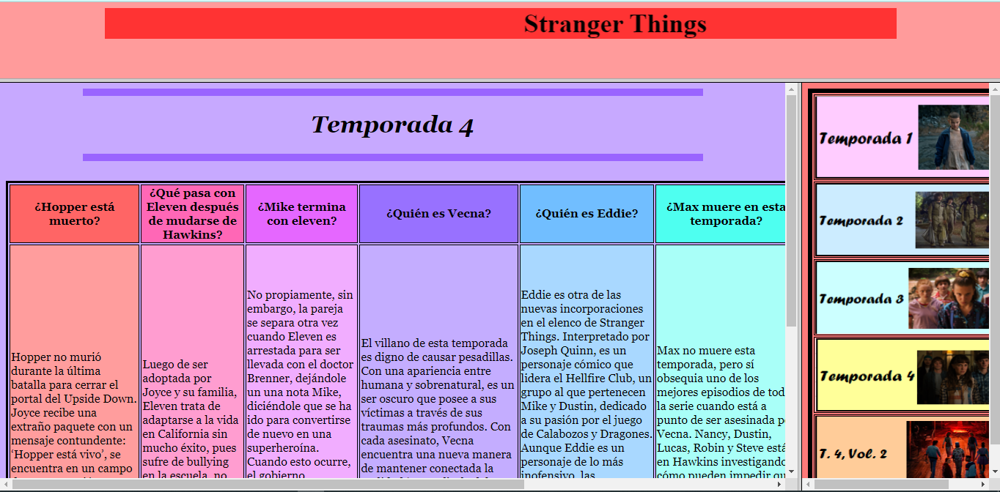 Stranger Things
Temporada 4
¿Hopper está
muerto?
¿Qué pasa con
Eleven después
de mudarse de
Hawkins?
¿Mike termina
con eleven?
¿Quién es Vecna?
¿Quién es Eddie?
¿Max muere en esta
temporada?
Hopper no murió
durante la última
batalla para cerrar el
portal del Upside Down.
Joyce recibe una
extraño paquete con un
mensaje contundente:
‘Hopper está vivo’, se
encuentra en un campo
Luego de ser
adoptada por
Joyce y su familia,
Eleven trata de
adaptarse a la vida
en California sin
mucho éxito, pues
sufre de bullying
en la escuela, no
No propiamente, sin
embargo, la pareja
se separa otra vez
cuando Eleven es
arrestada para ser
llevada con el doctor
Brenner, dejándole
un una nota Mike,
diciéndole que se ha
ido para convertirse
de nuevo en una
superheroína.
Cuando esto ocurre,
el gobierno
El villano de esta temporada
es digno de causar pesadillas.
Con una apariencia entre
humana y sobrenatural, es un
ser oscuro que posee a sus
víctimas a través de sus
traumas más profundos. Con
cada asesinato, Vecna
encuentra una nueva manera
de mantener conectada la
Eddie es otra de las
nuevas incorporaciones
en el elenco de Stranger
Things. Interpretado por
Joseph Quinn, es un
personaje cómico que
lidera el Hellfire Club, un
grupo al que pertenecen
Mike y Dustin, dedicado
a su pasión por el juego
de Calabozos y Dragones.
Aunque Eddie es un
personaje de lo más
inofensivo, las
Max no muere esta
temporada, pero sí
obsequia uno de los
mejores episodios de tod
la serie cuando está a
punto de ser asesinada p
Vecna. Nancy, Dustin,
Lucas, Robin y Steve está
en Hawkins investigando
cómo pueden impedir qu
Temporada 1
Temporada 2
Temporada 3
Temporada 4
T. 4, Vol. 2